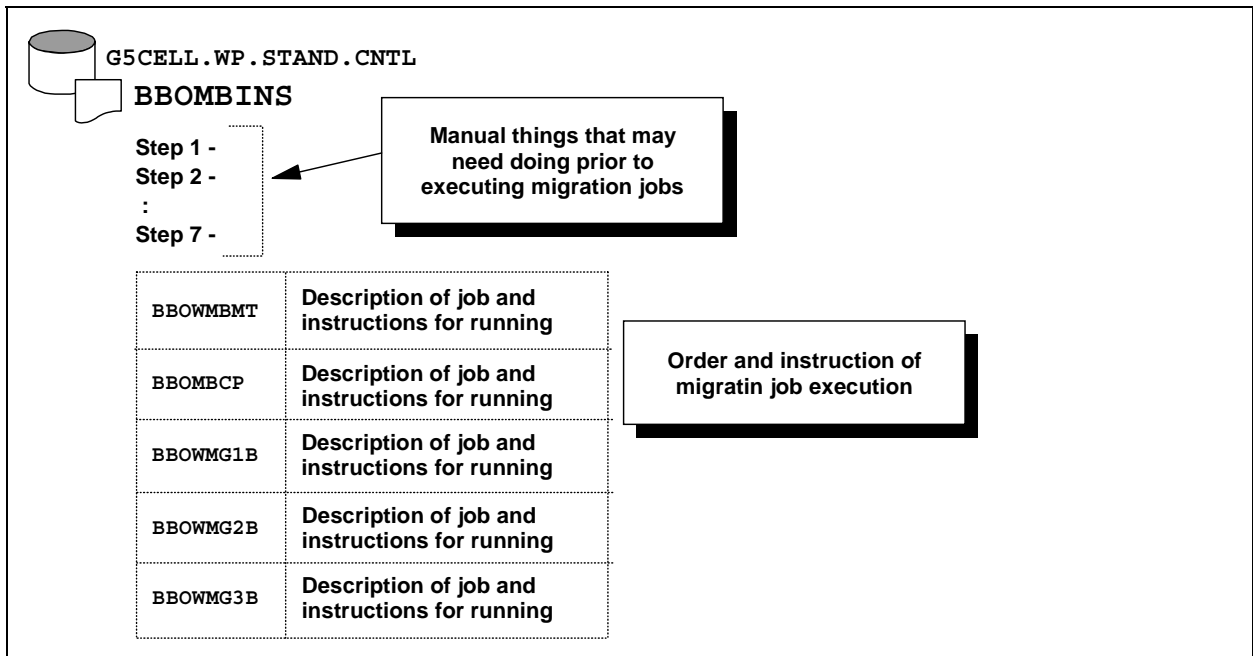 G5CELL.WP.STAND.CNTL
BBOMBINS
Step 1 -
Step 2 -
:
Step 7 -
Manual things that may
need doing prior to
executing migration jobs
BBOWMBMT
Description of job and
instructions for running
BBOMBCP
Description of job and
instructions for running
BBOWMG1B
Description of job and
instructions for running
BBOWMG2B
Description of job and
instructions for running
BBOWMG3B
Description of job and
instructions for running
Order and instruction of
migratin job execution